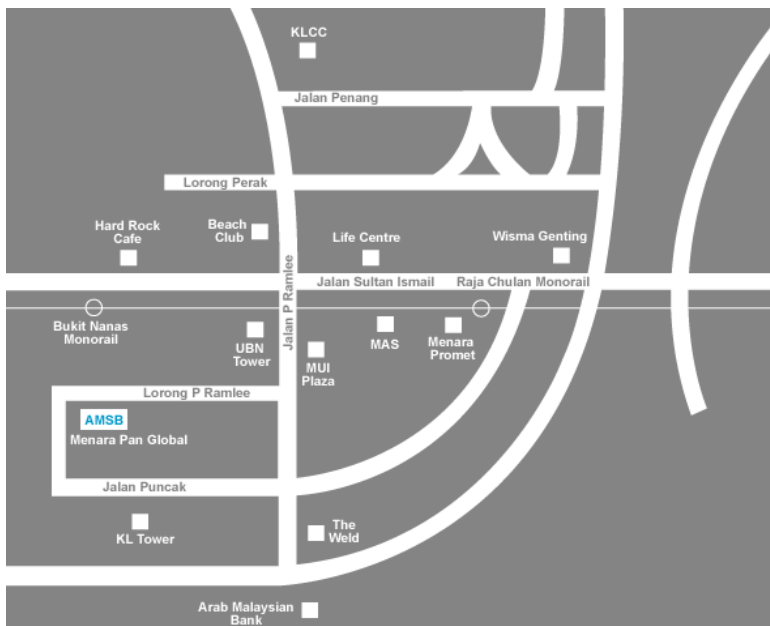 KLCC
Jalan Penang
Lorong Perak
Hard Rock
Cafe
Beach
Club
Life Centre
Wisma Genting
Jalan P Ramlee
Jalan Sultan Ismail
Raja Chulan Monorail
Bukit Nanas
Monorail
UBN
Tower
MUI
Plaza
MAS
Menara
Promet
Lorong P Ramlee
AMSB
Menara Pan Global
Jalan Puncak
KL Tower
The
Weld
Arab Malaysian
Bank